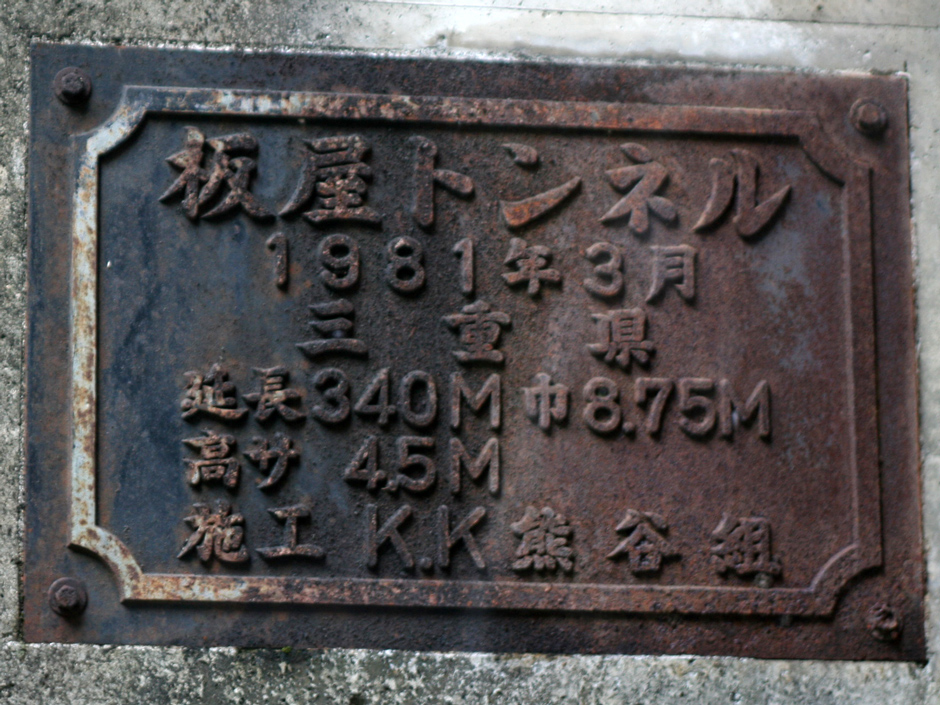 板屋トンネル
1981年3月
三重県
延長340M 巾8.75M
高サ 4.5M
施工 K.K 熊谷組